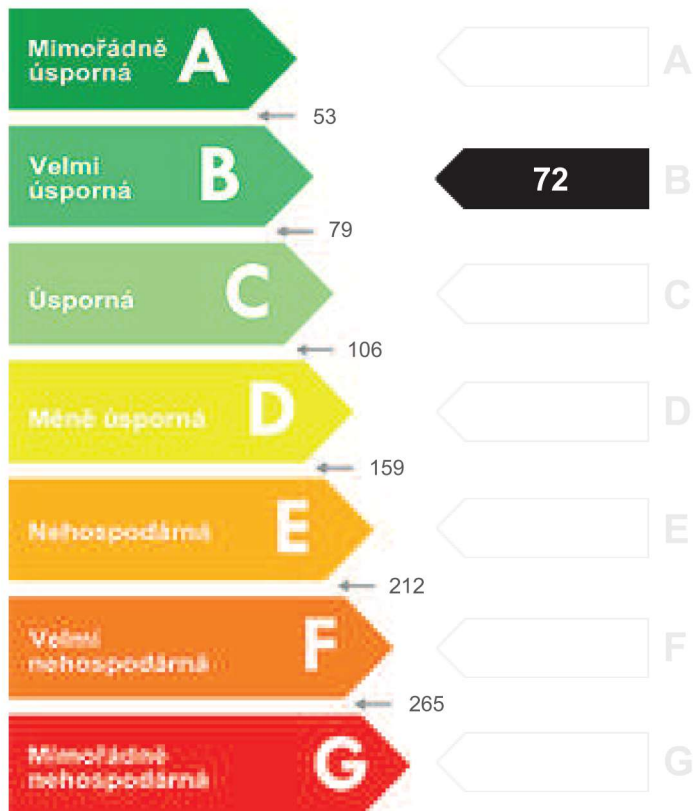 Mimořádně
úsporná A
A
53
Velmi
úsporná B
72
B
79
Úsporná C
C
106
Méně úsporná D
D
159
Nehospodárná E
E
212
Velmi
nehospodárná F
F
265
Mimořádně
nehospodárná G
G